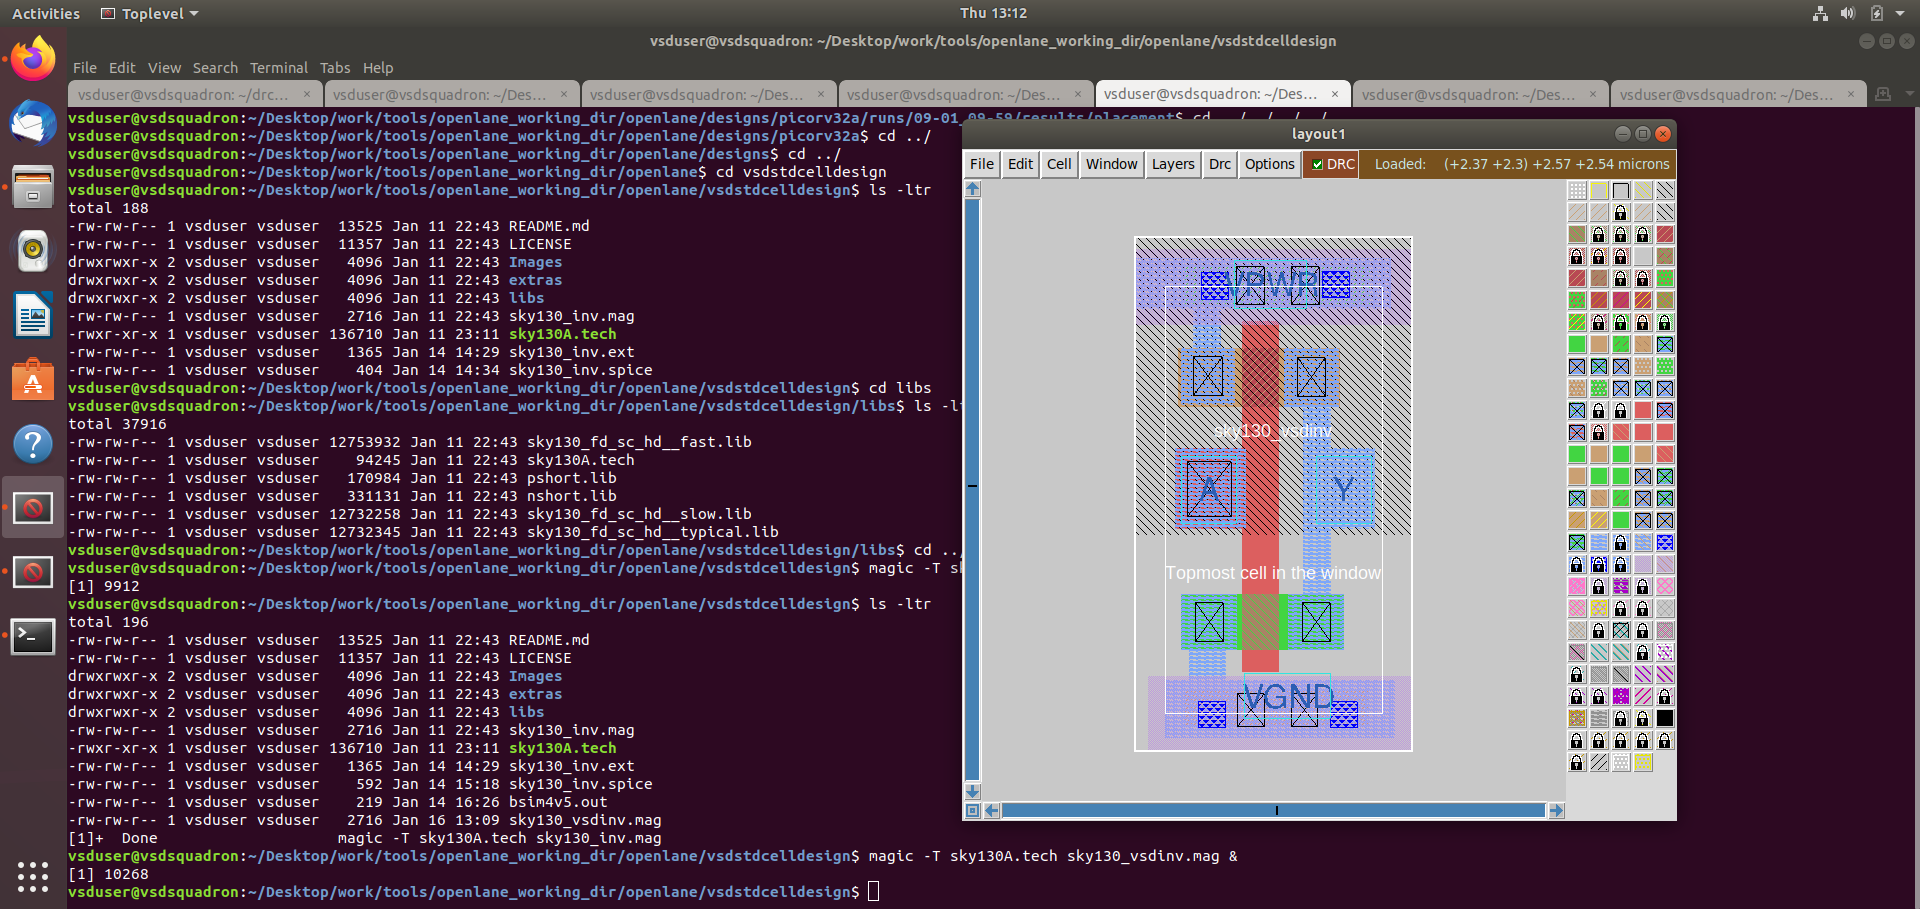 Activities
Toplevel
Thu 13:12
vsduser@vsdsquadron: ~/Desktop/work/tools/openlane_working_dir/openlane/vsdstdcelldesign
File Edit View Search Terminal Tabs Help
vsduser@vsdsquadron: ~/drc... × vsduser@vsdsquadron: ~/Des... × vsduser@vsdsquadron: ~/Des... × vsduser@vsdsquadron: ~/Des... × vsduser@vsdsquadron: ~/Des... × vsduser@vsdsquadron: ~/Des... × vsduser@vsdsquadron: ~/Des... ×
vsduser@vsdsquadron:~/Desktop/work/tools/openlane_working_dir/openlane/designs/picorv32a/runs/09-01_09-59/results/placement$ cd ../../../../
vsduser@vsdsquadron:~/Desktop/work/tools/openlane_working_dir/openlane/designs/picorv32a$ cd ../
vsduser@vsdsquadron:~/Desktop/work/tools/openlane_working_dir/openlane/designs$ cd ../
vsduser@vsdsquadron:~/Desktop/work/tools/openlane_working_dir/openlane$ cd vsdstdcelldesign
vsduser@vsdsquadron:~/Desktop/work/tools/openlane_working_dir/openlane/vsdstdcelldesign$ ls -ltr
total 188
-rw-rw-r-- 1 vsduser vsduser  13525 Jan 11 22:43 README.md
-rw-rw-r-- 1 vsduser vsduser  11357 Jan 11 22:43 LICENSE
drwxrwxr-x 2 vsduser vsduser   4096 Jan 11 22:43 Images
drwxrwxr-x 2 vsduser vsduser   4096 Jan 11 22:43 extras
drwxrwxr-x 2 vsduser vsduser   4096 Jan 11 22:43 libs
-rw-rw-r-- 1 vsduser vsduser   2716 Jan 11 22:43 sky130_inv.mag
-rwxr-xr-x 1 vsduser vsduser 136710 Jan 11 23:11 sky130A.tech
-rw-rw-r-- 1 vsduser vsduser   1365 Jan 14 14:29 sky130_inv.ext
-rw-rw-r-- 1 vsduser vsduser    404 Jan 14 14:34 sky130_inv.spice
vsduser@vsdsquadron:~/Desktop/work/tools/openlane_working_dir/openlane/vsdstdcelldesign$ cd libs
vsduser@vsdsquadron:~/Desktop/work/tools/openlane_working_dir/openlane/vsdstdcelldesign/libs$ ls -lt
total 37916
-rw-rw-r-- 1 vsduser vsduser 12753932 Jan 11 22:43 sky130_fd_sc_hd__fast.lib
-rw-rw-r-- 1 vsduser vsduser    94245 Jan 11 22:43 sky130A.tech
-rw-rw-r-- 1 vsduser vsduser   170984 Jan 11 22:43 pshort.lib
-rw-rw-r-- 1 vsduser vsduser   331131 Jan 11 22:43 nshort.lib
-rw-rw-r-- 1 vsduser vsduser 12732258 Jan 11 22:43 sky130_fd_sc_hd__slow.lib
-rw-rw-r-- 1 vsduser vsduser 12732345 Jan 11 22:43 sky130_fd_sc_hd__typical.lib
vsduser@vsdsquadron:~/Desktop/work/tools/openlane_working_dir/openlane/vsdstdcelldesign/libs$ cd ../
vsduser@vsdsquadron:~/Desktop/work/tools/openlane_working_dir/openlane/vsdstdcelldesign$ magic -T s
[1] 9912
vsduser@vsdsquadron:~/Desktop/work/tools/openlane_working_dir/openlane/vsdstdcelldesign$ ls -ltr
total 196
-rw-rw-r-- 1 vsduser vsduser  13525 Jan 11 22:43 README.md
-rw-rw-r-- 1 vsduser vsduser  11357 Jan 11 22:43 LICENSE
drwxrwxr-x 2 vsduser vsduser   4096 Jan 11 22:43 Images
drwxrwxr-x 2 vsduser vsduser   4096 Jan 11 22:43 extras
drwxrwxr-x 2 vsduser vsduser   4096 Jan 11 22:43 libs
-rw-rw-r-- 1 vsduser vsduser   2716 Jan 11 22:43 sky130_inv.mag
-rwxr-xr-x 1 vsduser vsduser 136710 Jan 11 23:11 sky130A.tech
-rw-rw-r-- 1 vsduser vsduser   1365 Jan 14 14:29 sky130_inv.ext
-rw-rw-r-- 1 vsduser vsduser    592 Jan 14 15:18 sky130_inv.spice
-rw-rw-r-- 1 vsduser vsduser    219 Jan 14 16:26 bsim4v5.out
-rw-rw-r-- 1 vsduser vsduser   2716 Jan 16 13:09 sky130_vsdinv.mag
[1]+  Done                    magic -T sky130A.tech sky130_inv.mag
vsduser@vsdsquadron:~/Desktop/work/tools/openlane_working_dir/openlane/vsdstdcelldesign$ magic -T sky130A.tech sky130_vsdinv.mag &
[1] 10268
vsduser@vsdsquadron:~/Desktop/work/tools/openlane_working_dir/openlane/vsdstdcelldesign$
layout1
File Edit Cell Window Layers Drc Options DRC Loaded: (+2.37 +2.3) +2.57 +2.54 microns
VPWR
sky130_vsdinv
A Y
Topmost cell in the window
VGND